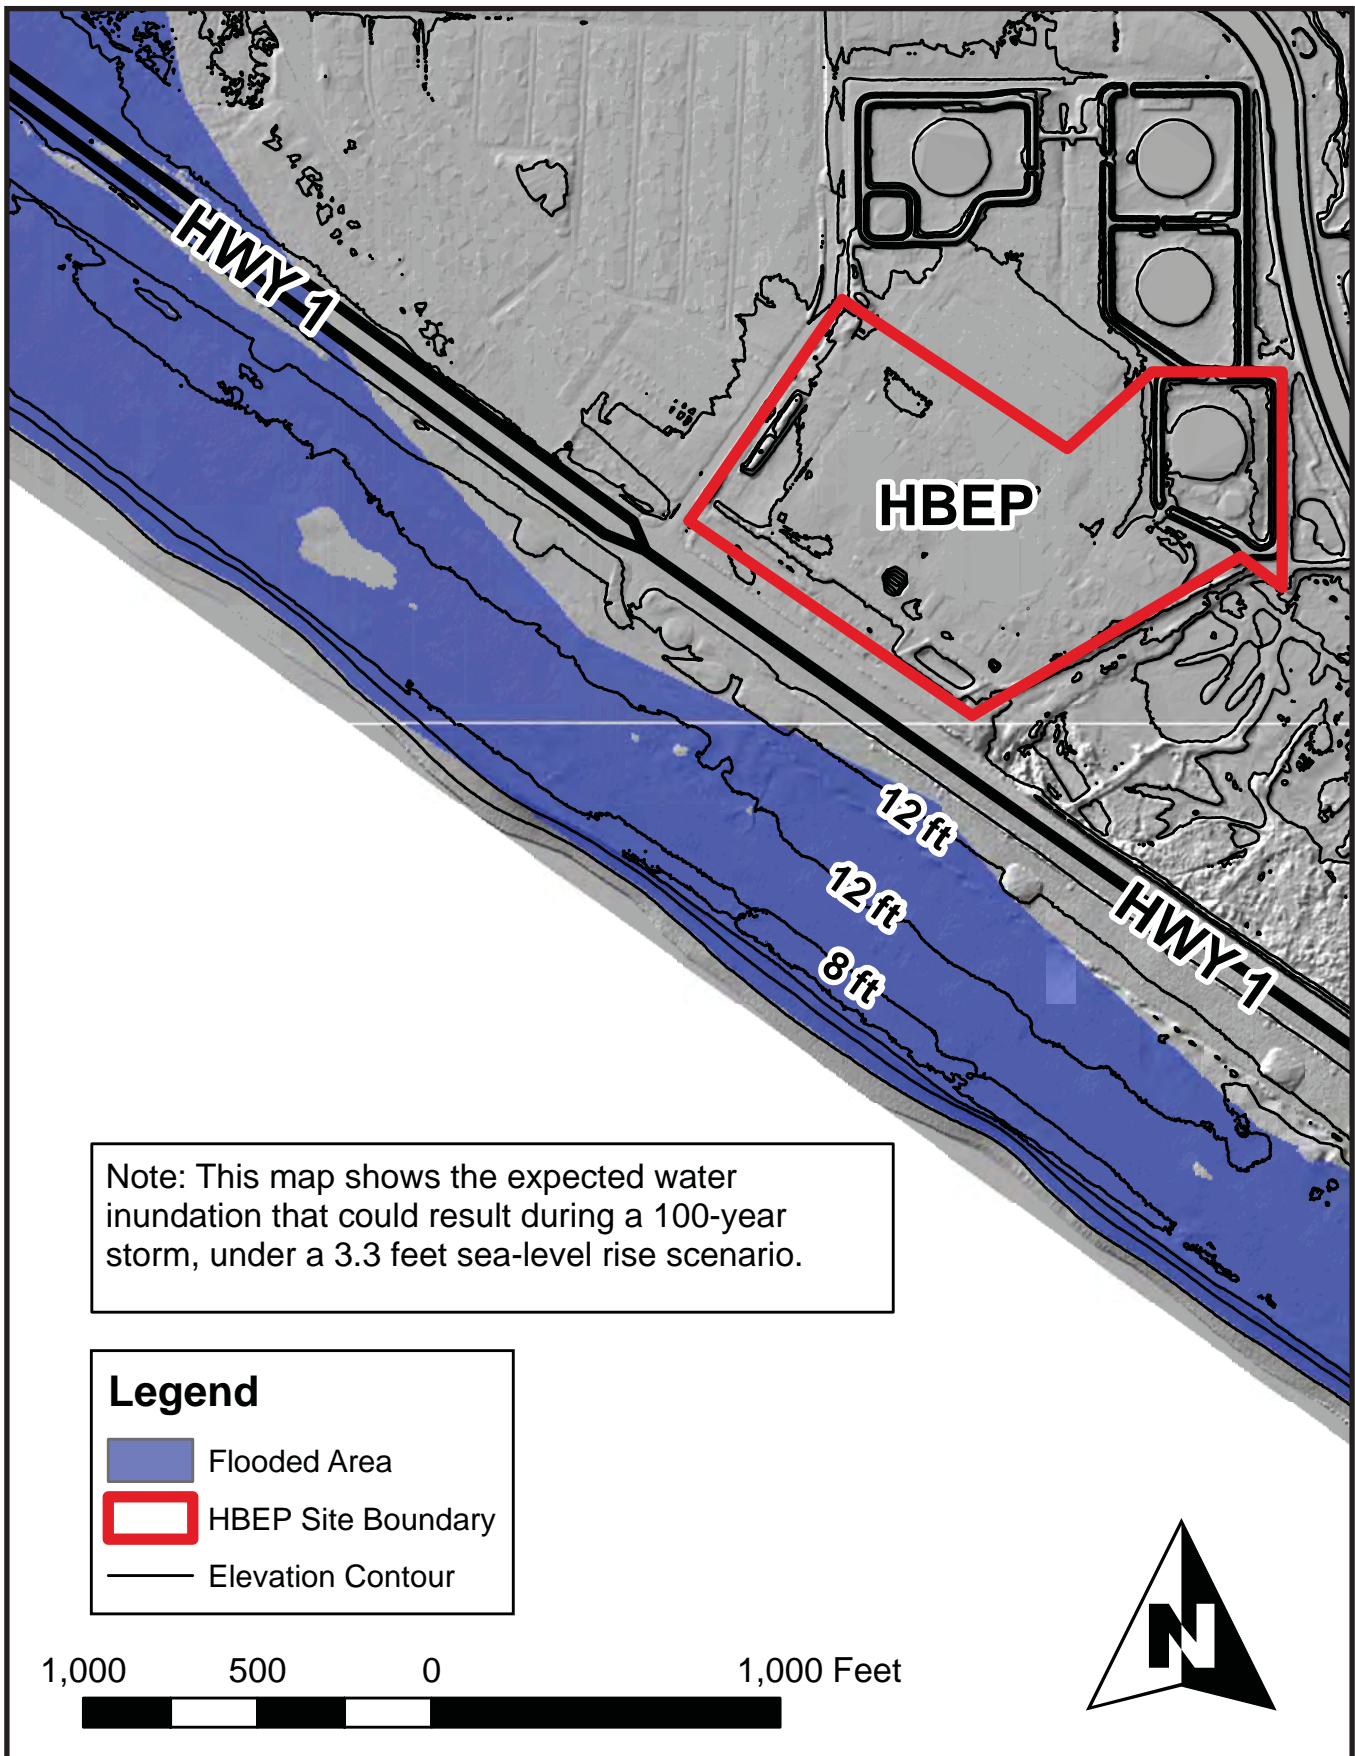 HWY 1
HBEP
12 ft
12 ft
8 ft
HWY 1
Note: This map shows the expected water
inundation that could result during a 100-year
storm, under a 3.3 feet sea-level rise scenario.
Legend
Flooded Area
HBEP Site Boundary
Elevation Contour
1,000 500 0 1,000 Feet
N